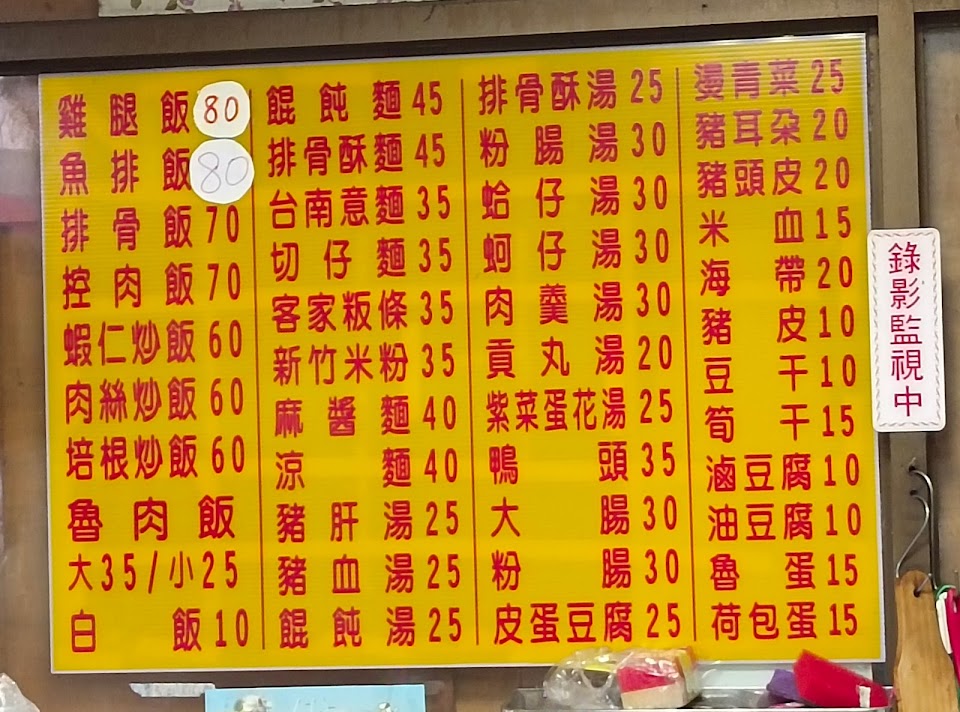 雞腿飯80
魚排飯80
排骨飯70
控肉飯70
蝦仁炒飯60
肉絲炒飯60
培根炒飯60
魯肉飯
大35/小25
白飯10
餛飩麵45
排骨酥麵45
台南意麵35
切仔麵35
客家粄條35
新竹米粉35
麻醬麵40
涼麵40
豬肝湯25
豬血湯25
餛飩湯25
排骨酥湯25
粉腸湯30
蛤仔湯30
蚵仔湯30
肉羹湯30
貢丸湯20
紫菜蛋花湯25
鴨頭35
大腸30
粉腸30
皮蛋豆腐25
燙青菜25
豬耳朵20
豬頭皮20
米血15
海帶20
豬皮10
豆干10
筍干15
滷豆腐10
油豆腐10
魯蛋15
荷包蛋15
錄影監視中